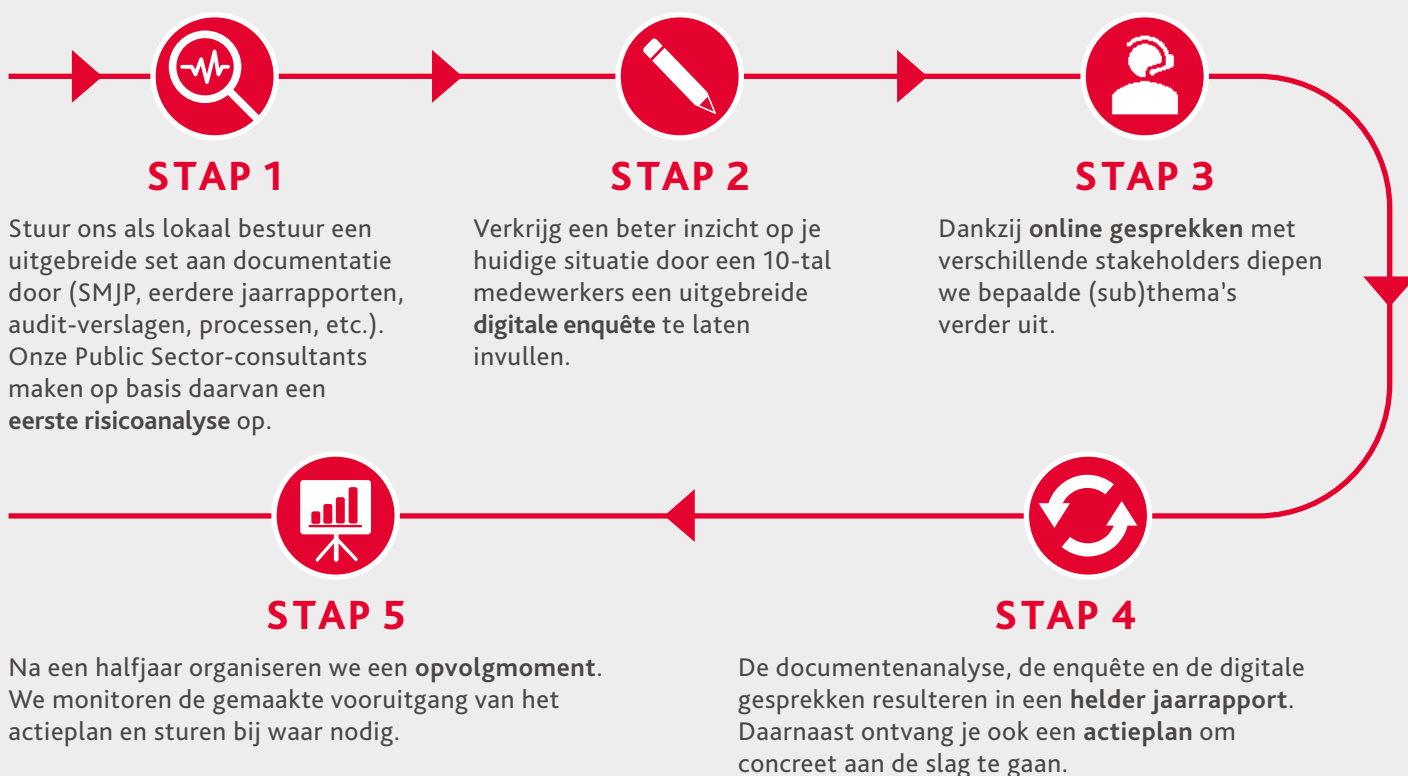 STAP 1
Stuur ons als lokaal bestuur een
uitgebreide set aan documentatie
door (SMJP, eerdere jaarrapporten,
audit-verslagen, processen, etc.).
Onze Public Sector-consultants
maken op basis daarvan een
eerste risicoanalyse op.
STAP 2
Verkrijg een beter inzicht op je
huidige situatie door een 10-tal
medewerkers een uitgebreide
digitale enquête te laten
invullen.
STAP 3
Dankzij online gesprekken met
verschillende stakeholders diepen
we bepaalde (sub)thema's
verder uit.
STAP 4
De documentenanalyse, de enquête en de digitale
gesprekken resulteren in een helder jaarrapport.
Daarnaast ontvang je ook een actieplan om
concreet aan de slag te gaan.
STAP 5
Na een halfjaar organiseren we een opvolgmoment.
We monitoren de gemaakte vooruitgang van het
actieplan en sturen bij waar nodig.